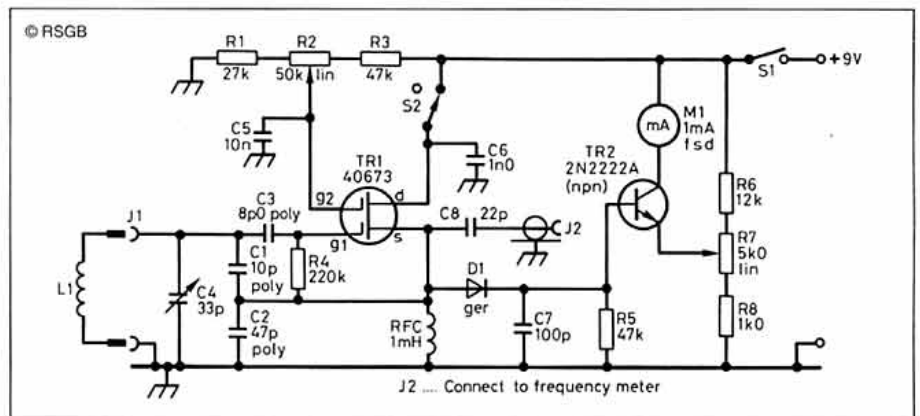 © RSGB
R1
27k
R2
50k lin
R3
47k
S1
+9V
S2
C5
10n
C6
1n0
M1
1mA
fsd
mA
TR1
40673
TR2
2N2222A
(npn)
g2
d
g1
s
C3
8p0 poly
J1
C8
22p
J2
R6
12k
R7
5k0
lin
R4
220k
C1
10p
poly
L1
C4
33p
D1
ger
C2
47p
poly
RFC
1mH
C7
100p
R5
47k
R8
1k0
J2 .... Connect to frequency meter